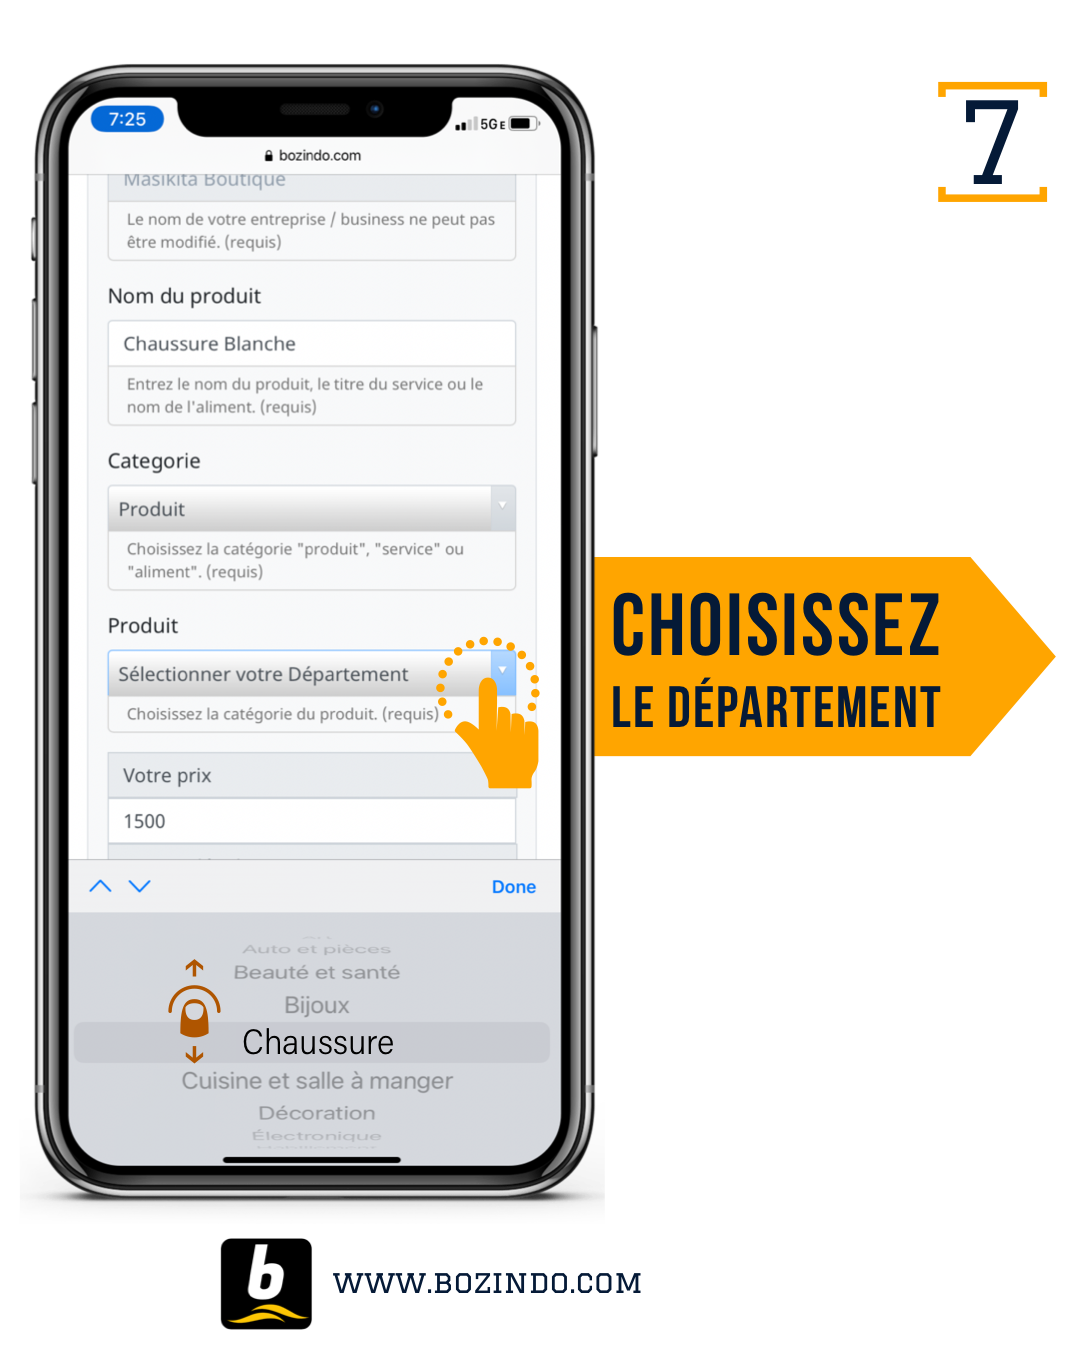 7
7:25
5G E
bozindo.com
Masikita Boutique
Le nom de votre entreprise / business ne peut pas
être modifié. (requis)
Nom du produit
Chaussure Blanche
Entrez le nom du produit, le titre du service ou le
nom de l'aliment. (requis)
Categorie
Produit
Choisissez la catégorie "produit", "service" ou
"aliment". (requis)
Produit
Sélectionner votre Département
Choisissez la catégorie du produit. (requis)
CHOISISSEZ
LE DÉPARTEMENT
Votre prix
1500
Done
Auto et pièces
Beauté et santé
Bijoux
Chaussure
Cuisine et salle à manger
Décoration
Électronique
b
WWW.BOZINDO.COM